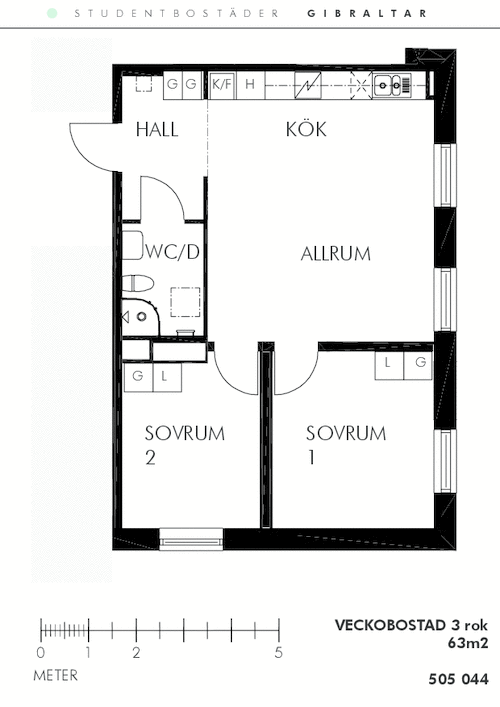 STUDENTBOSTÄDER GIBRALTAR
G G K/F H
HALL KÖK
WC/D ALLRUM
G L L G
SOVRUM 2
SOVRUM 1
0 1 2 5
METER
VECKOBOSTAD 3 rok
63m2
505 044